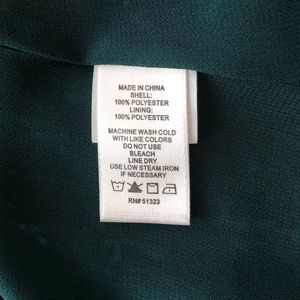 MADE IN CHINA
SHELL:
100% POLYESTER
LINING:
100% POLYESTER
MACHINE WASH COLD
WITH LIKE COLORS
DO NOT USE
BLEACH
LINE DRY
USE LOW STEAM IRON
IF NECESSARY
RN# 51323